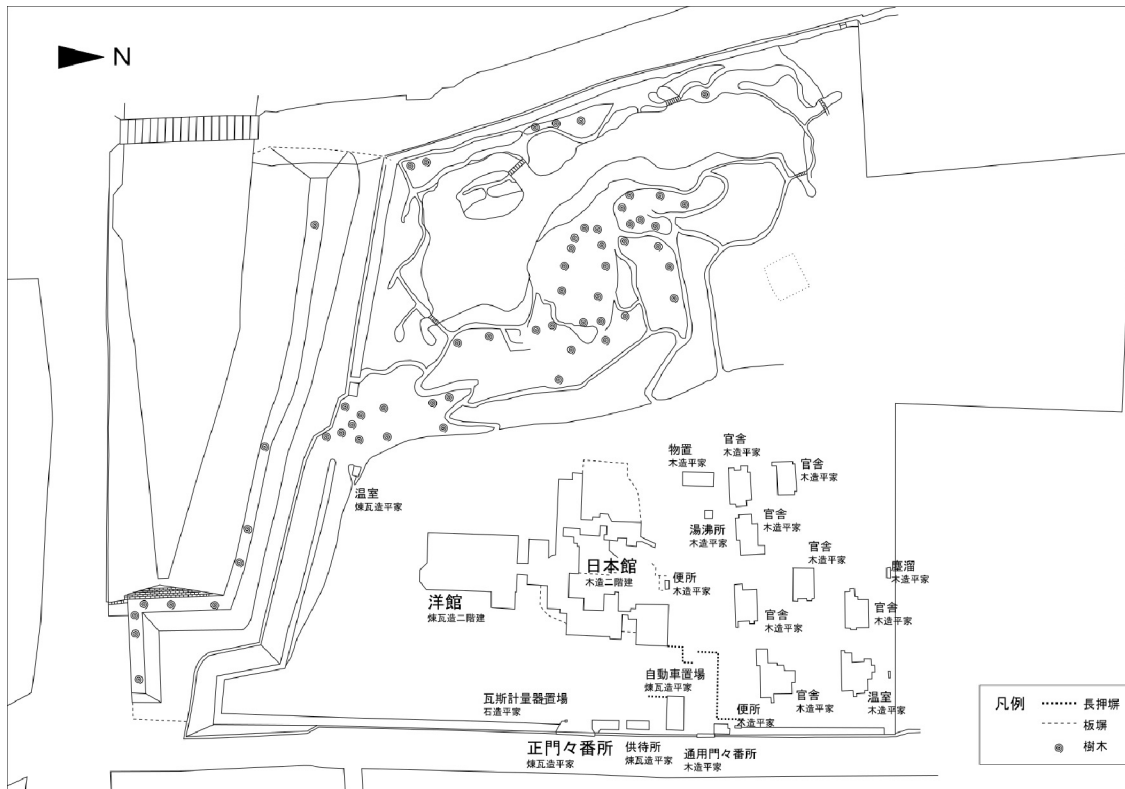 N
物置
木造平家
官舎
木造平家
官舎
木造平家
温室
煉瓦造平家
湯沸所
木造平家
官舎
木造平家
官舎
木造平家
日本館
木造二階建
便所
木造平家
塵溜
木造平家
洋館
煉瓦造二階建
官舎
木造平家
官舎
木造平家
自動車置場
煉瓦造平家
官舎
木造平家
温室
木造平家
瓦斯計量器置場
石造平家
便所
木造平家
正門々番所
煉瓦造平家
供待所
煉瓦造平家
通用門々番所
木造平家
凡例
長押塀
板塀
樹木